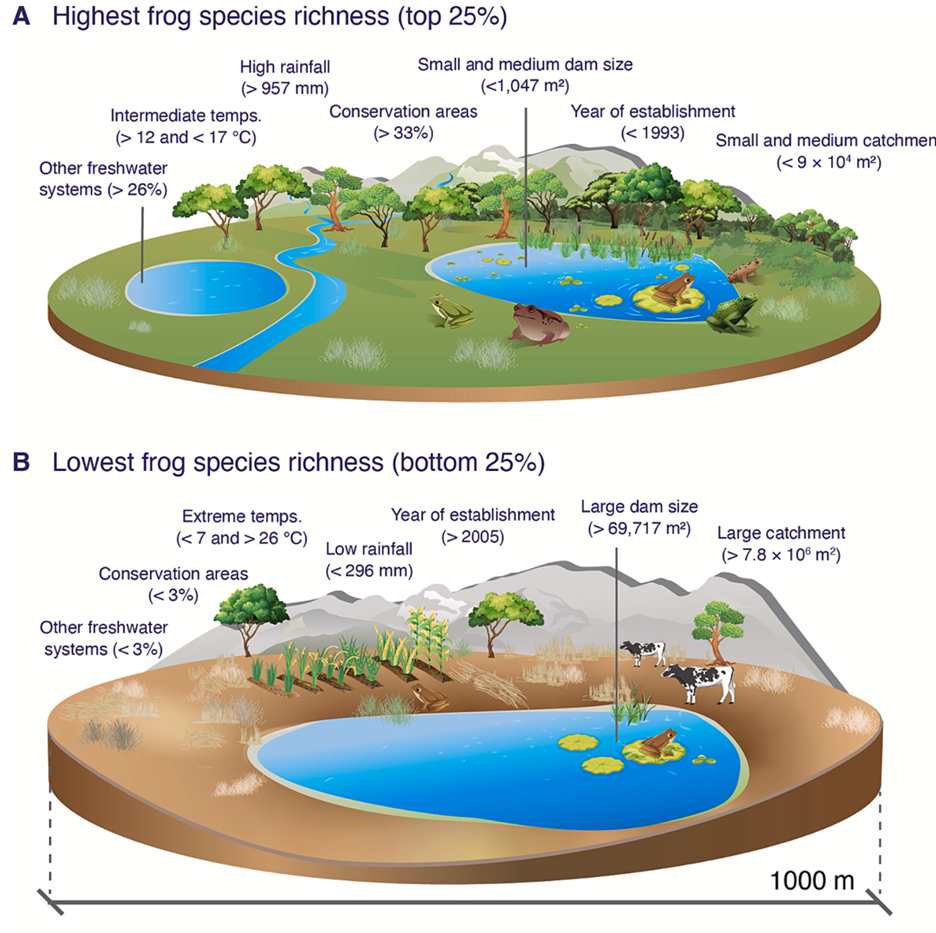 A Highest frog species richness (top 25%)
High rainfall
(> 957 mm)
Small and medium dam size
(<1,047 m²)
Intermediate temps.
(> 12 and < 17 °C)
Conservation areas
(> 33%)
Year of establishment
(< 1993)
Small and medium catchmen
(< 9 × 10⁴ m²)
Other freshwater
systems (> 26%)
B Lowest frog species richness (bottom 25%)
Extreme temps.
(< 7 and > 26 °C)
Year of establishment
(> 2005)
Large dam size
(> 69,717 m²)
Low rainfall
(< 296 mm)
Large catchment
(> 7.8 × 10⁶ m²)
Conservation areas
(< 3%)
Other freshwater
systems (< 3%)
1000 m